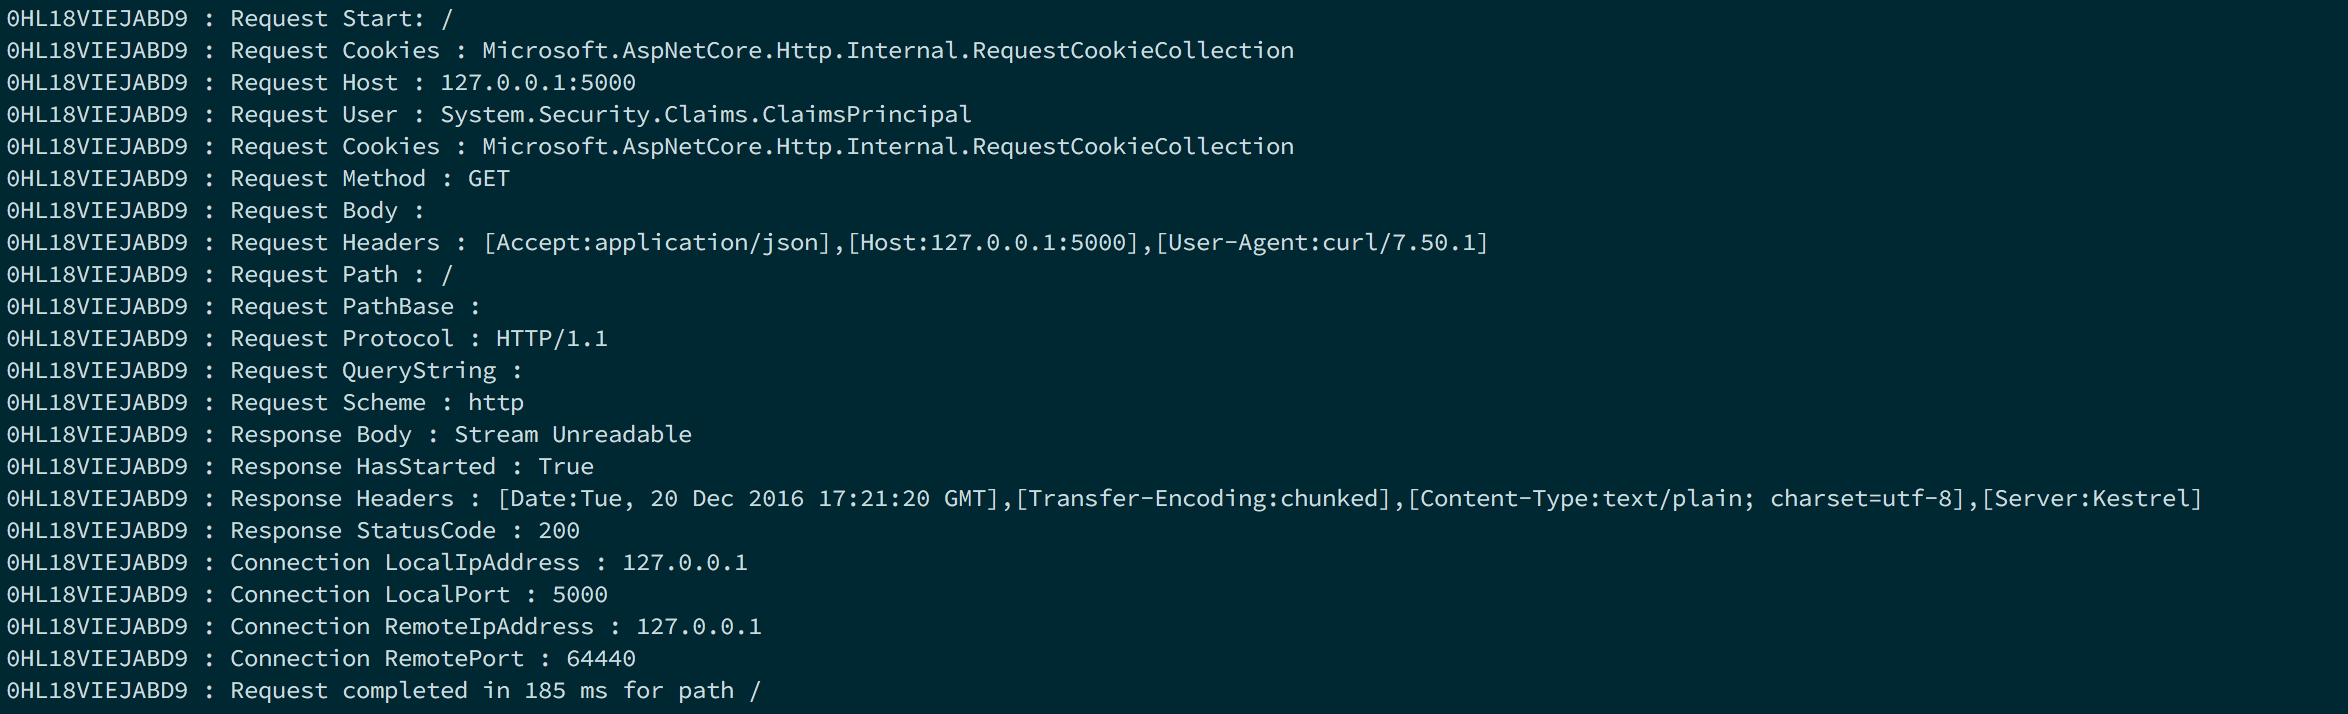 0HL18VIEJABD9 : Request Start: /
0HL18VIEJABD9 : Request Cookies : Microsoft.AspNetCore.Http.Internal.RequestCookieCollection
0HL18VIEJABD9 : Request Host : 127.0.0.1:5000
0HL18VIEJABD9 : Request User : System.Security.Claims.ClaimsPrincipal
0HL18VIEJABD9 : Request Cookies : Microsoft.AspNetCore.Http.Internal.RequestCookieCollection
0HL18VIEJABD9 : Request Method : GET
0HL18VIEJABD9 : Request Body :
0HL18VIEJABD9 : Request Headers : [Accept:application/json],[Host:127.0.0.1:5000],[User-Agent:curl/7.50.1]
0HL18VIEJABD9 : Request Path : /
0HL18VIEJABD9 : Request PathBase :
0HL18VIEJABD9 : Request Protocol : HTTP/1.1
0HL18VIEJABD9 : Request QueryString :
0HL18VIEJABD9 : Request Scheme : http
0HL18VIEJABD9 : Response Body : Stream Unreadable
0HL18VIEJABD9 : Response HasStarted : True
0HL18VIEJABD9 : Response Headers : [Date:Tue, 20 Dec 2016 17:21:20 GMT],[Transfer-Encoding:chunked],[Content-Type:text/plain; charset=utf-8],[Server:Kestrel]
0HL18VIEJABD9 : Response StatusCode : 200
0HL18VIEJABD9 : Connection LocalIpAddress : 127.0.0.1
0HL18VIEJABD9 : Connection LocalPort : 5000
0HL18VIEJABD9 : Connection RemoteIpAddress : 127.0.0.1
0HL18VIEJABD9 : Connection RemotePort : 64440
0HL18VIEJABD9 : Request completed in 185 ms for path /